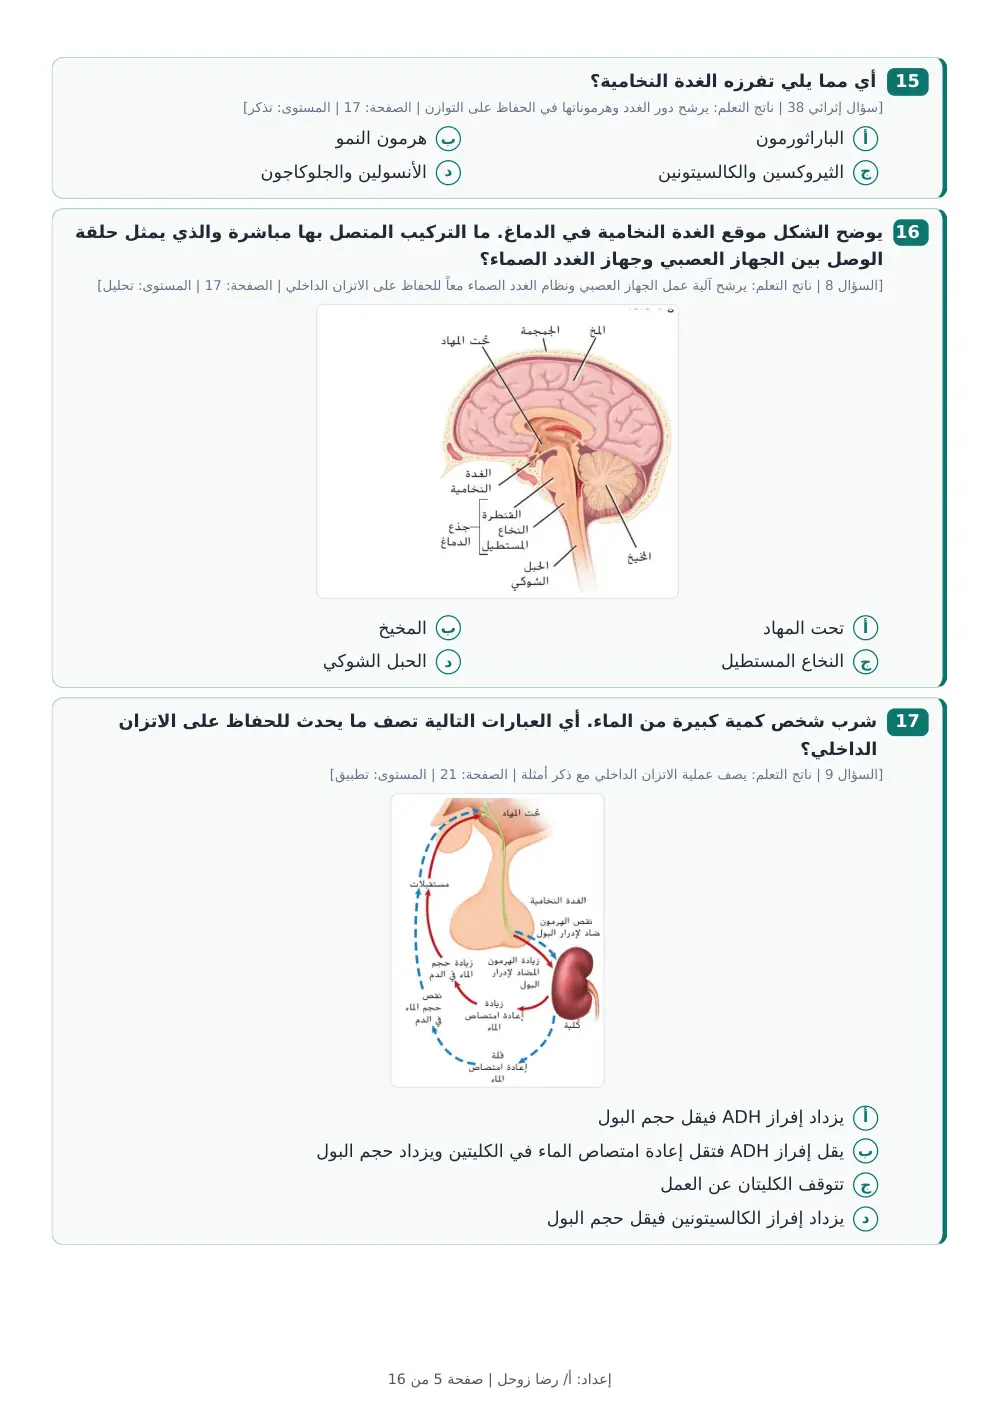 15 أي مما يلي تفرزه الغدة النخامية؟
[سؤال إثرائي 38 | ناتج التعلم: يرشح دور الغدد وهرموناتها في الحفاظ على التوازن | الصفحة: 17 | المستوى: تذكر]
أ الباراثورمون
ب هرمون النمو
ج الثيروكسين والكالسيتونين
د الأنسولين والجلوكاجون
16 يوضح الشكل موقع الغدة النخامية في الدماغ. ما التركيب المتصل بها مباشرة والذي يمثل حلقة
الوصل بين الجهاز العصبي وجهاز الغدد الصماء؟
[السؤال 8 | ناتج التعلم: يرشح آلية عمل الجهاز العصبي ونظام الغدد الصماء معاً للحفاظ على الاتزان الداخلي | الصفحة: 17 | المستوى: تحليل]
المخ
الجمجمة
تحت المهاد
الغدة
النخامية
القنطرة
النخاع
المستطيل
جذع
الدماغ
الحبل
الشوكي
المخيخ
أ تحت المهاد
ب المخيخ
ج النخاع المستطيل
د الحبل الشوكي
17 شرب شخص كمية كبيرة من الماء. أي العبارات التالية تصف ما يحدث للحفاظ على الاتزان
الداخلي؟
[السؤال 9 | ناتج التعلم: يصف عملية الاتزان الداخلي مع ذكر أمثلة | الصفحة: 21 | المستوى: تطبيق]
تحت المهاد
مستقبلات
الغدة النخامية
نقص الهرمون
ضاد لإدرار البول
زيادة الهرمون
المضاد لإدرار
البول
زيادة حجم
الماء في الدم
نقص
حجم الماء
في الدم
زيادة
إعادة امتصاص
الماء
كلية
قلة
إعادة امتصاص
الماء
أ يزداد إفراز ADH فيقل حجم البول
ب يقل إفراز ADH فتقل إعادة امتصاص الماء في الكليتين ويزداد حجم البول
ج تتوقف الكليتان عن العمل
د يزداد إفراز الكالسيتونين فيقل حجم البول
إعداد: أ/ رضا زوحل | صفحة 5 من 16